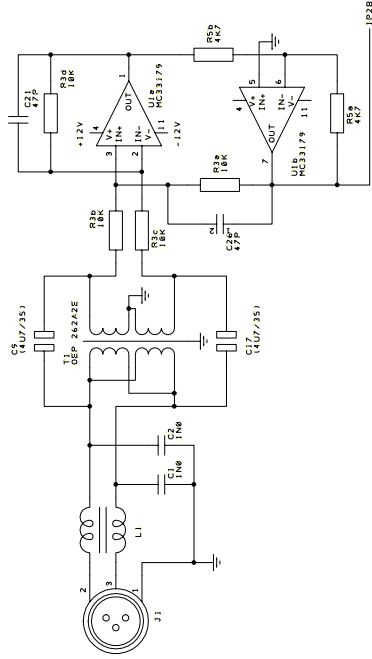 IP2B
R5b
4K7
C21
47P
R3d
10K
1
OUT
U1a
MC33179
+12V
4
V+
IN+
3
IN-
2
V-
11
-12V
5
IN+
6
IN-
4
V+
11
V-
OUT
7
U1b
MC33179
R5a
4K7
R3a
10K
C26
47P
R3b
10K
R3c
10K
C9
(4U7/35)
T1
OEP 262A2E
C17
(4U7/35)
C2
1N0
C1
1N0
L1
2
3
1
J1